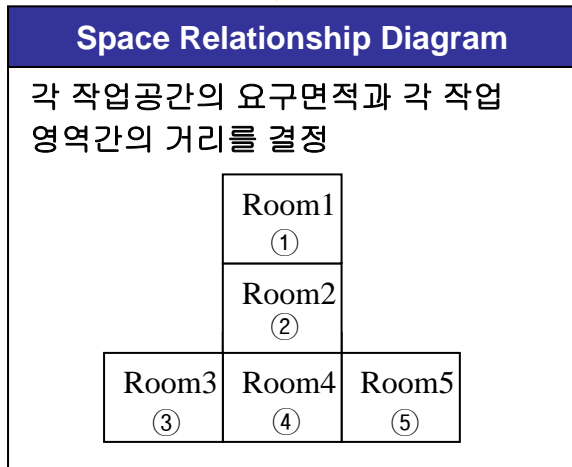 Space Relationship Diagram
각 작업공간의 요구면적과 각 작업
영역간의 거리를 결정
Room1
①
Room2
②
Room3 Room4 Room5
③ ④ ⑤